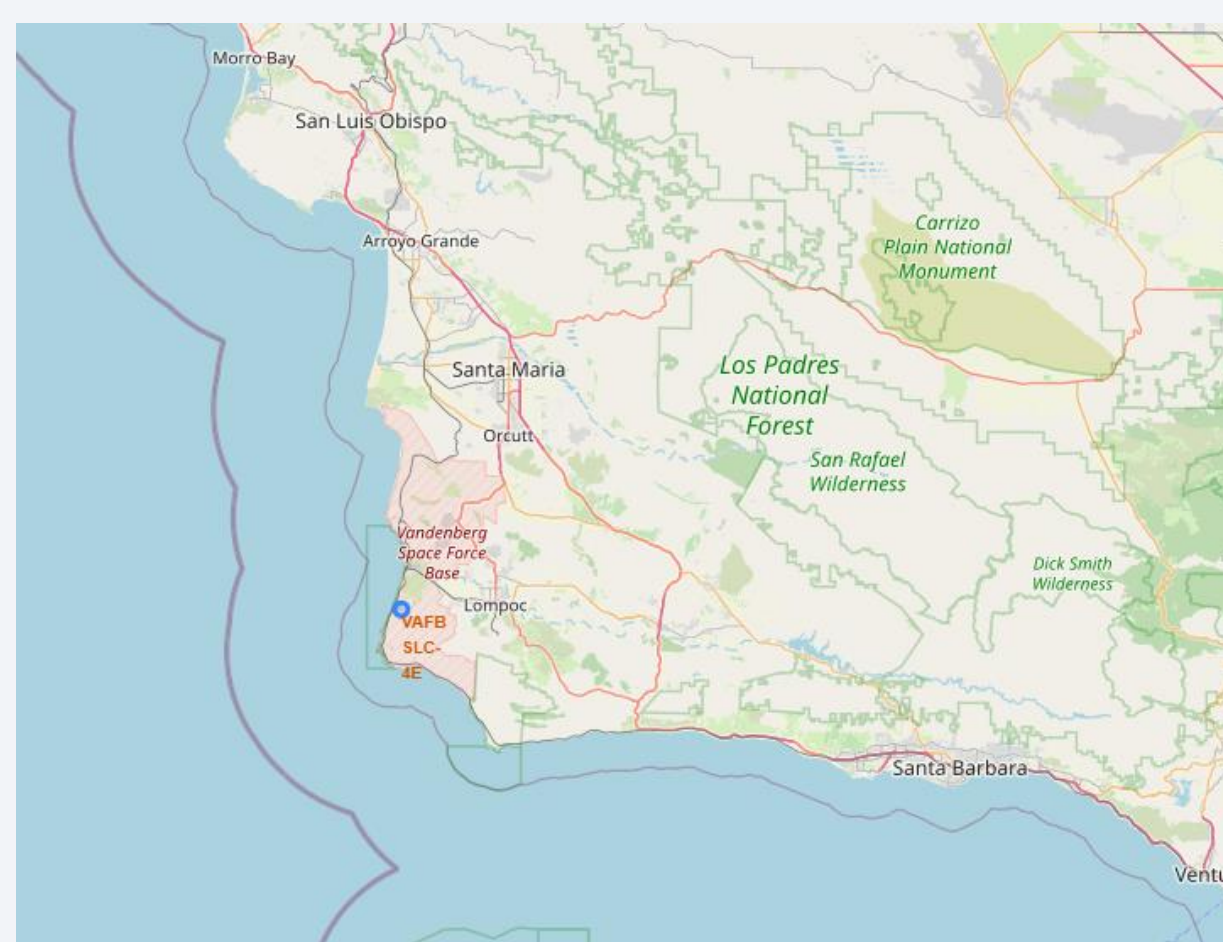 Morro Bay
San Luis Obispo
Arroyo Grande
Carrizo
Plain National
Monument
Santa Maria
Los Padres
National
Forest
Orcutt
San Rafael
Wilderness
Vandenberg
Space Force
Base
Dick Smith
Wilderness
Lompoc
VAFB
SLC-
4E
Santa Barbara
Ventu